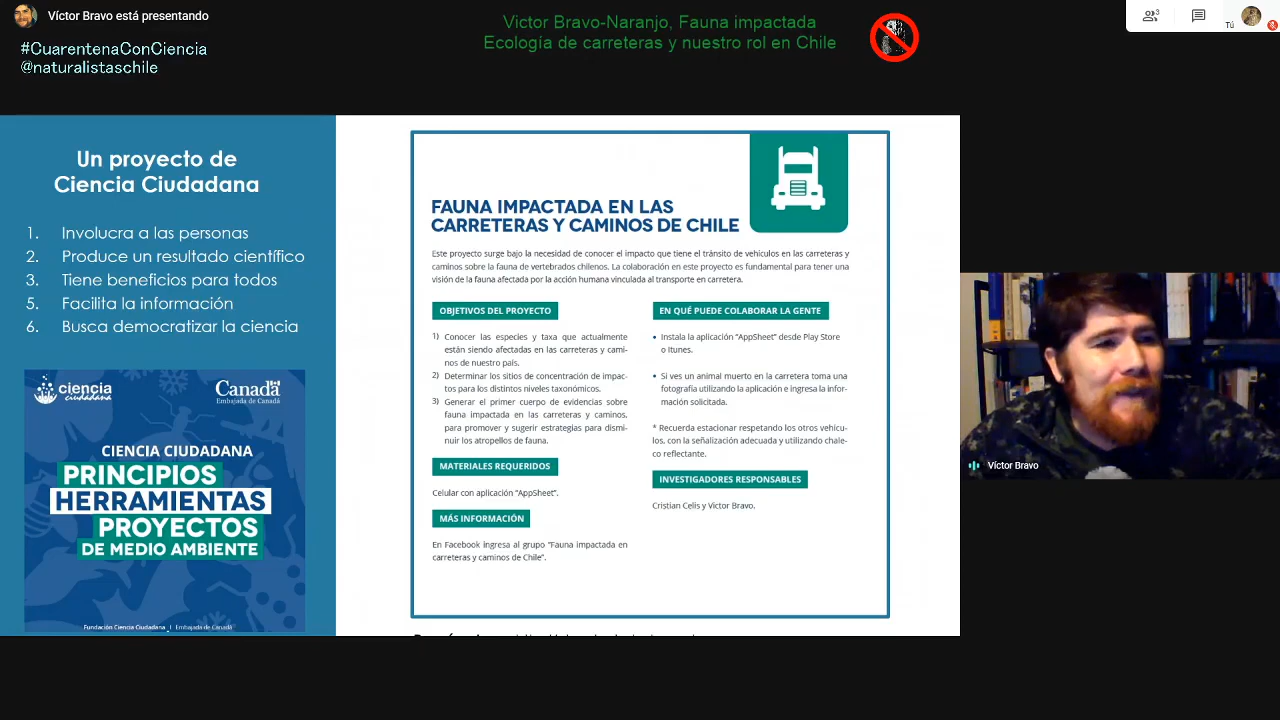 Víctor Bravo está presentando
#CuarentenaConCiencia
@naturalistaschile
Victor Bravo-Naranjo, Fauna impactada
Ecología de carreteras y nuestro rol en Chile
3
Tú
Un proyecto de
Ciencia Ciudadana
1. Involucra a las personas
2. Produce un resultado científico
3. Tiene beneficios para todos
5. Facilita la información
6. Busca democratizar la ciencia
ciencia
ciudadana
Canada
Embajada de Canadá
CIENCIA CIUDADANA
PRINCIPIOS
HERRAMIENTAS
PROYECTOS
DE MEDIO AMBIENTE
Fundación Ciencia Ciudadana | Embajada de Canadá
FAUNA IMPACTADA EN LAS
CARRETERAS Y CAMINOS DE CHILE
Este proyecto surge bajo la necesidad de conocer el impacto que tiene el tránsito de vehículos en las carreteras y
caminos sobre la fauna de vertebrados chilenos. La colaboración en este proyecto es fundamental para tener una
visión de la fauna afectada por la acción humana vinculada al transporte en carretera.
OBJETIVOS DEL PROYECTO
1) Conocer las especies y taxa que actualmente
están siendo afectadas en las carreteras y cami-
nos de nuestro país.
2) Determinar los sitios de concentración de impac-
tos para los distintos niveles taxonómicos.
3) Generar el primer cuerpo de evidencias sobre
fauna impactada en las carreteras y caminos,
para promover y sugerir estrategias para dismi-
nuir los atropellos de fauna.
MATERIALES REQUERIDOS
Celular con aplicación "AppSheet".
MÁS INFORMACIÓN
En Facebook ingresa al grupo "Fauna impactada en
carreteras y caminos de Chile".
EN QUÉ PUEDE COLABORAR LA GENTE
• Instala la aplicación "AppSheet" desde Play Store
o Itunes.
• Si ves un animal muerto en la carretera toma una
fotografía utilizando la aplicación e ingresa la infor-
mación solicitada.
* Recuerda estacionar respetando los otros vehícu-
los, con la señalización adecuada y utilizando chale-
co reflectante.
INVESTIGADORES RESPONSABLES
Cristian Celis y Víctor Bravo.
Víctor Bravo